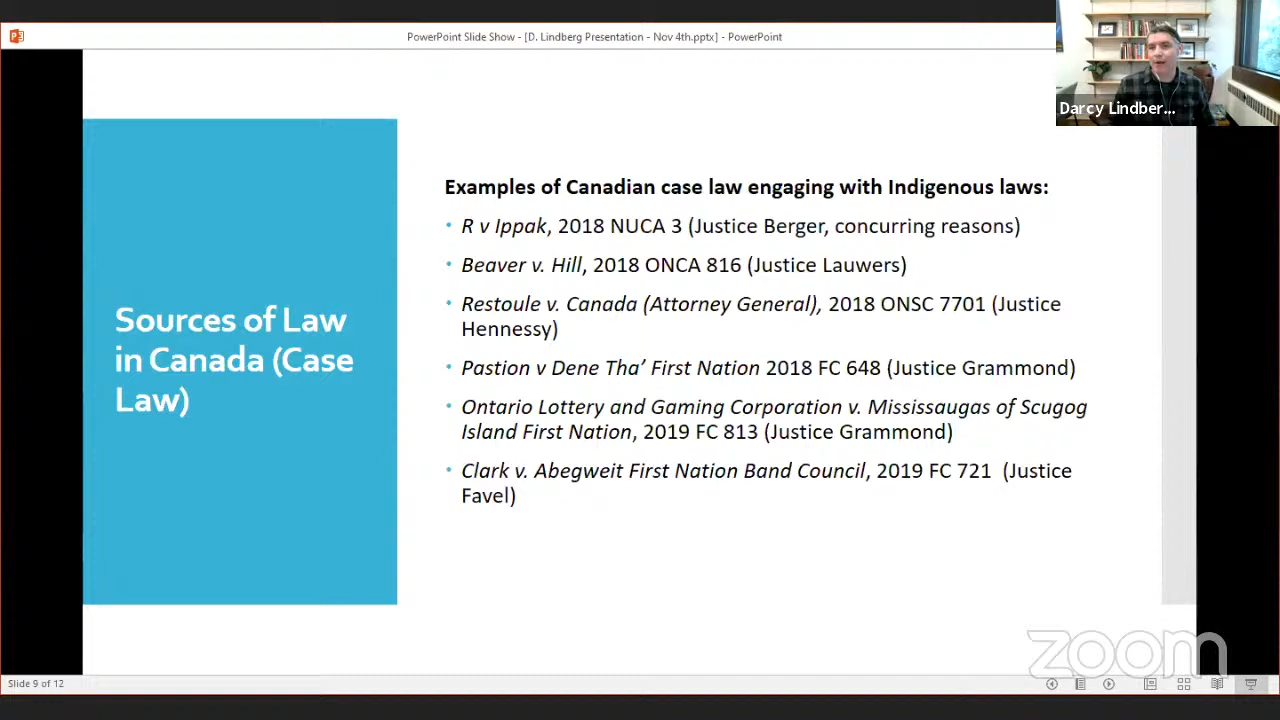 PowerPoint Slide Show - [D. Lindberg Presentation - Nov 4th.pptx] - PowerPoint
Darcy Lindber...
Sources of Law
in Canada (Case
Law)
Examples of Canadian case law engaging with Indigenous laws:
• R v Ippak, 2018 NUCA 3 (Justice Berger, concurring reasons)
• Beaver v. Hill, 2018 ONCA 816 (Justice Lauwers)
• Restoule v. Canada (Attorney General), 2018 ONSC 7701 (Justice
Hennessy)
• Pastion v Dene Tha’ First Nation 2018 FC 648 (Justice Grammond)
• Ontario Lottery and Gaming Corporation v. Mississaugas of Scugog
Island First Nation, 2019 FC 813 (Justice Grammond)
• Clark v. Abegweit First Nation Band Council, 2019 FC 721 (Justice
Favel)
zoom
Slide 9 of 12